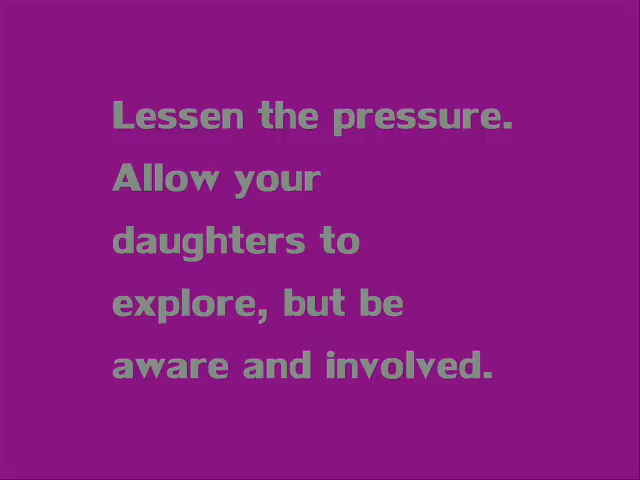 Lessen the pressure.
Allow your
daughters to
explore, but be
aware and involved.